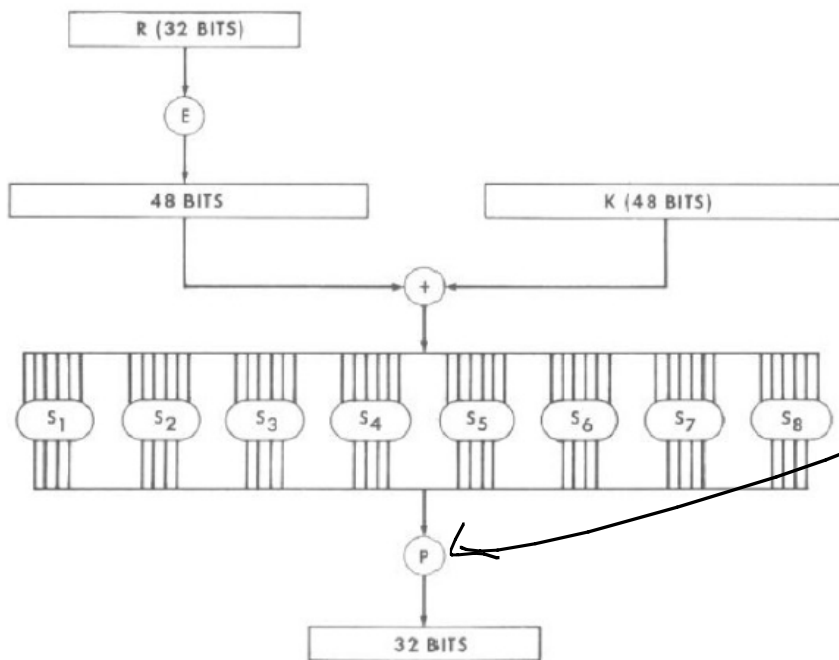 R (32 BITS)
E
48 BITS
K (48 BITS)
+
S1 S2 S3 S4 S5 S6 S7 S8
P
32 BITS